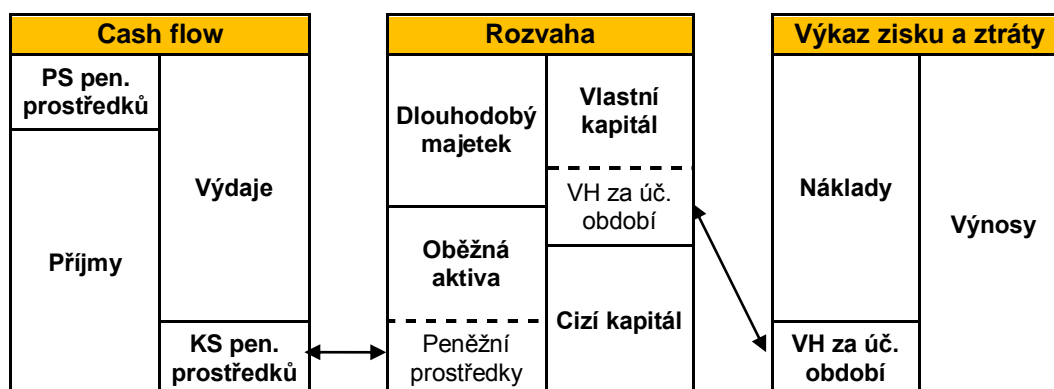 Cash flow
PS pen.
prostředků
Příjmy
Výdaje
KS pen.
prostředků
Rozvaha
Dlouhodobý
majetek
Oběžná
aktiva
Peněžní
prostředky
Vlastní
kapitál
VH za úč.
období
Cizí kapitál
Výkaz zisku a ztráty
Náklady
VH za úč.
období
Výnosy